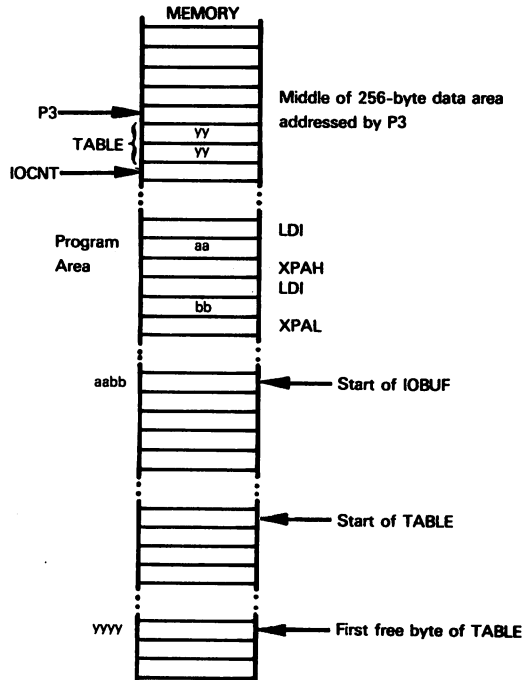 MEMORY
Middle of 256-byte data area
addressed by P3
P3
yy
TABLE
yy
IOCNT
Program
Area
LDI
aa
XPAH
LDI
bb
XPAL
aabb
Start of IOBUF
Start of TABLE
yyyy
First free byte of TABLE